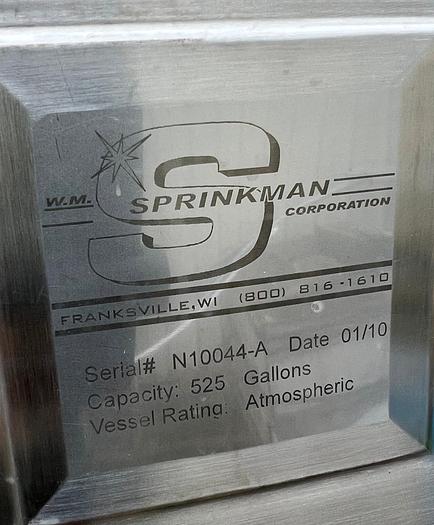 W.M. SPRINKMAN
CORPORATION
FRANKSVILLE, WI (800) 816-1610
Serial# N10044-A Date 01/10
Capacity: 525 Gallons
Vessel Rating: Atmospheric